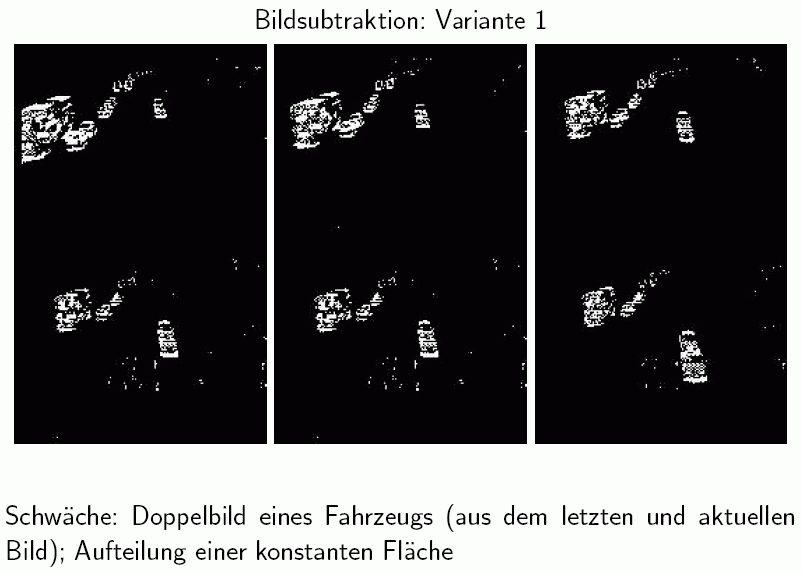 Bildsubtraktion: Variante 1
Schwäche: Doppelbild eines Fahrzeugs (aus dem letzten und aktuellen
Bild); Aufteilung einer konstanten Fläche